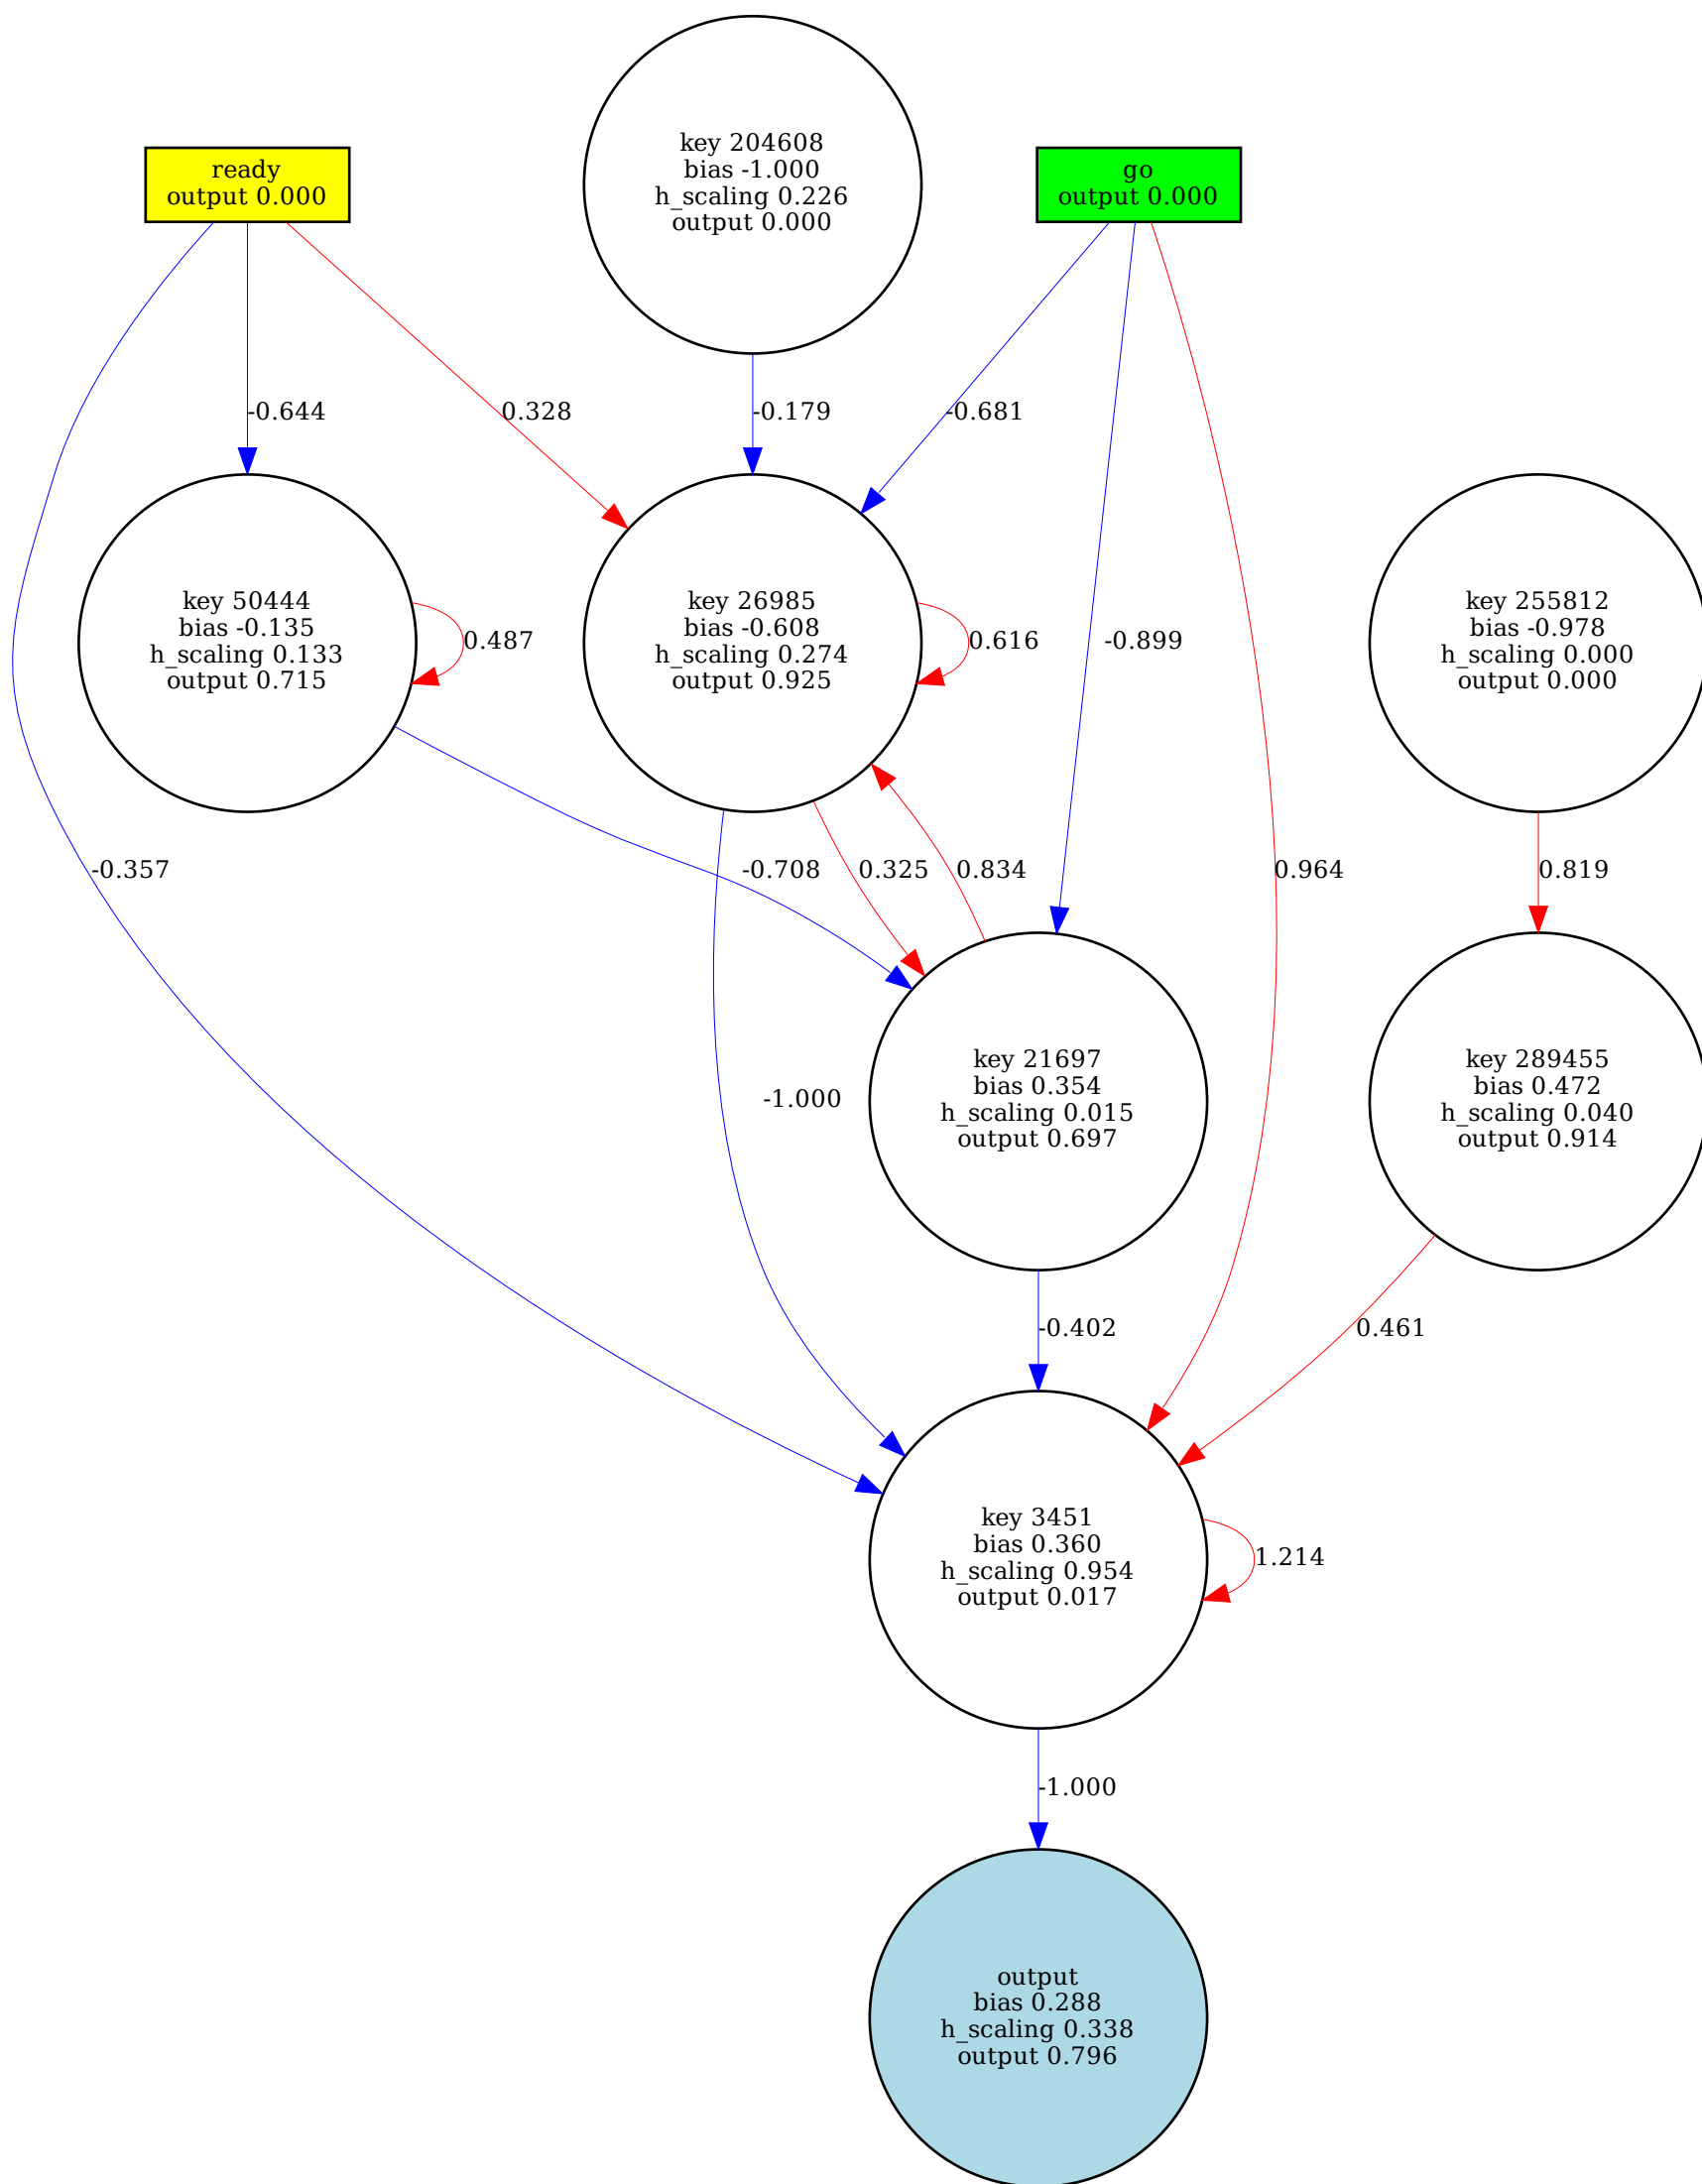 key 204608
bias -1.000
h_scaling 0.226
output 0.000
ready
output 0.000
go
output 0.000
-0.644
0.328
-0.179
-0.681
key 50444
bias -0.135
h_scaling 0.133
output 0.715
0.487
key 26985
bias -0.608
h_scaling 0.274
output 0.925
0.616
-0.899
key 255812
bias -0.978
h_scaling 0.000
output 0.000
-0.357
-0.708
0.325
0.834
0.964
0.819
-1.000
key 21697
bias 0.354
h_scaling 0.015
output 0.697
key 289455
bias 0.472
h_scaling 0.040
output 0.914
-0.402
0.461
key 3451
bias 0.360
h_scaling 0.954
output 0.017
1.214
-1.000
output
bias 0.288
h_scaling 0.338
output 0.796